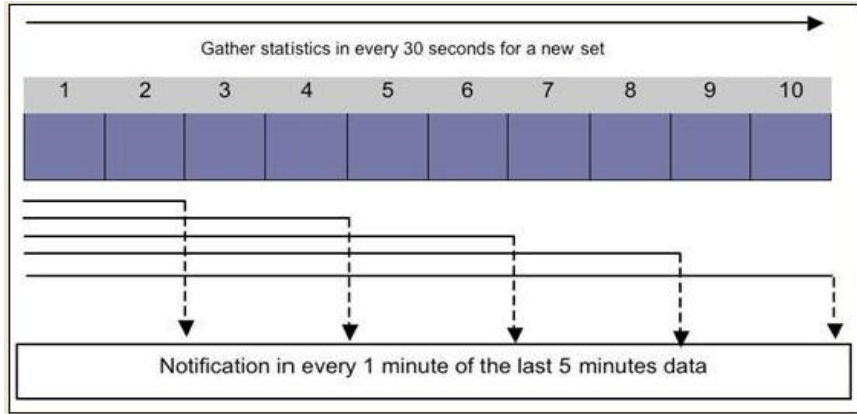 Gather statistics in every 30 seconds for a new set
1 2 3 4 5 6 7 8 9 10
Notification in every 1 minute of the last 5 minutes data